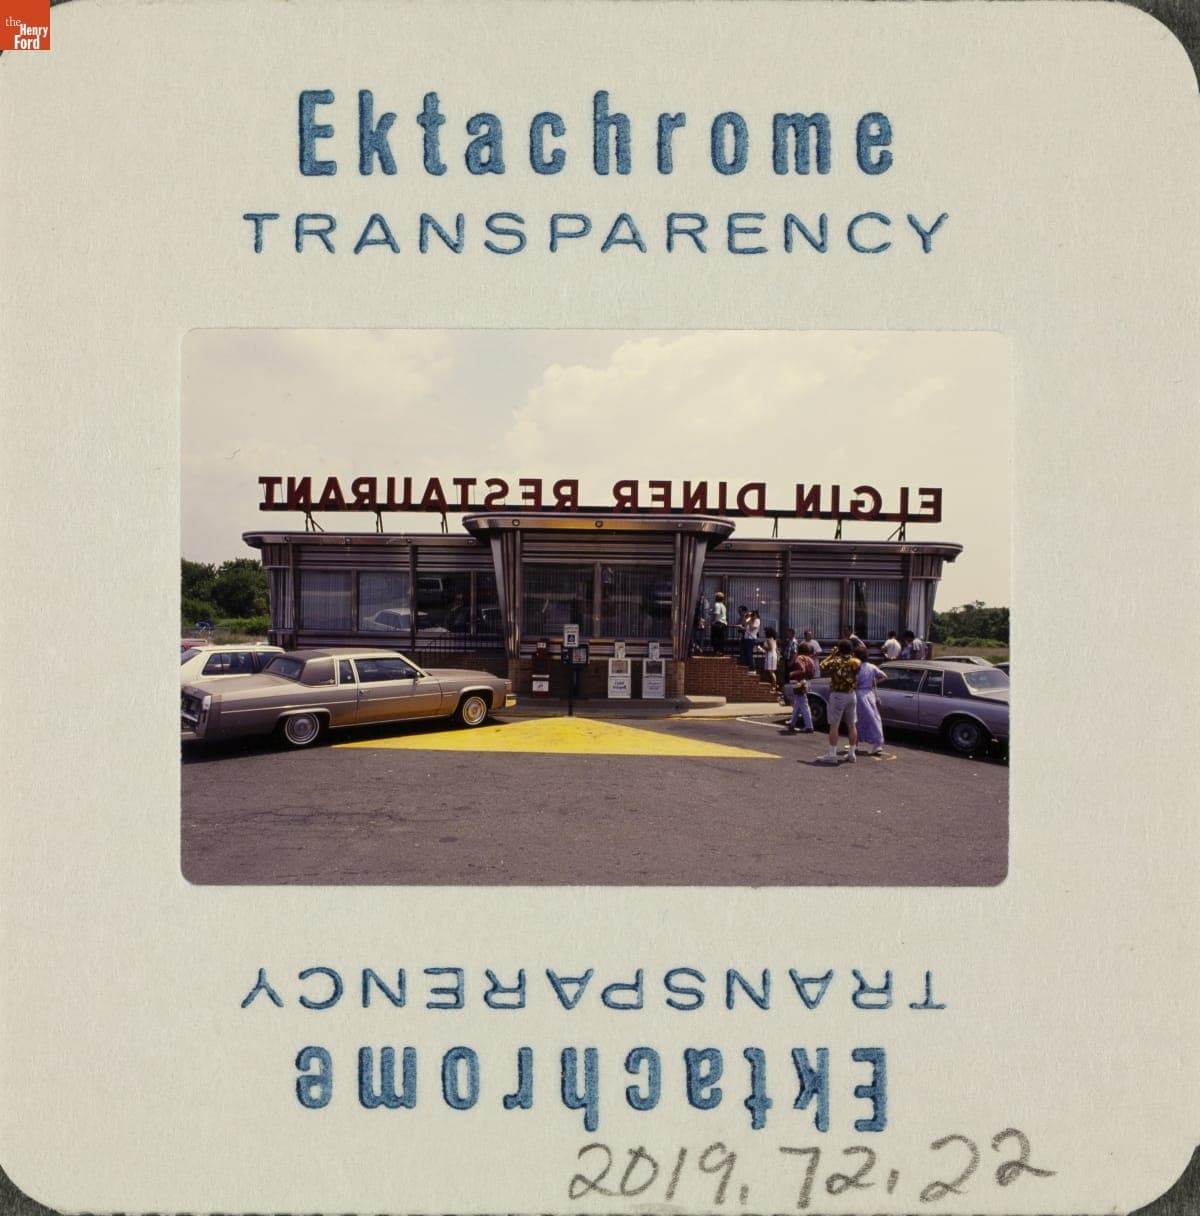 the
Henry
Ford
Ektachrome
TRANSPARENCY
ELGIN DINER RESTAURANT
TRANSPARENCY
Ektachrome
2019.72.22